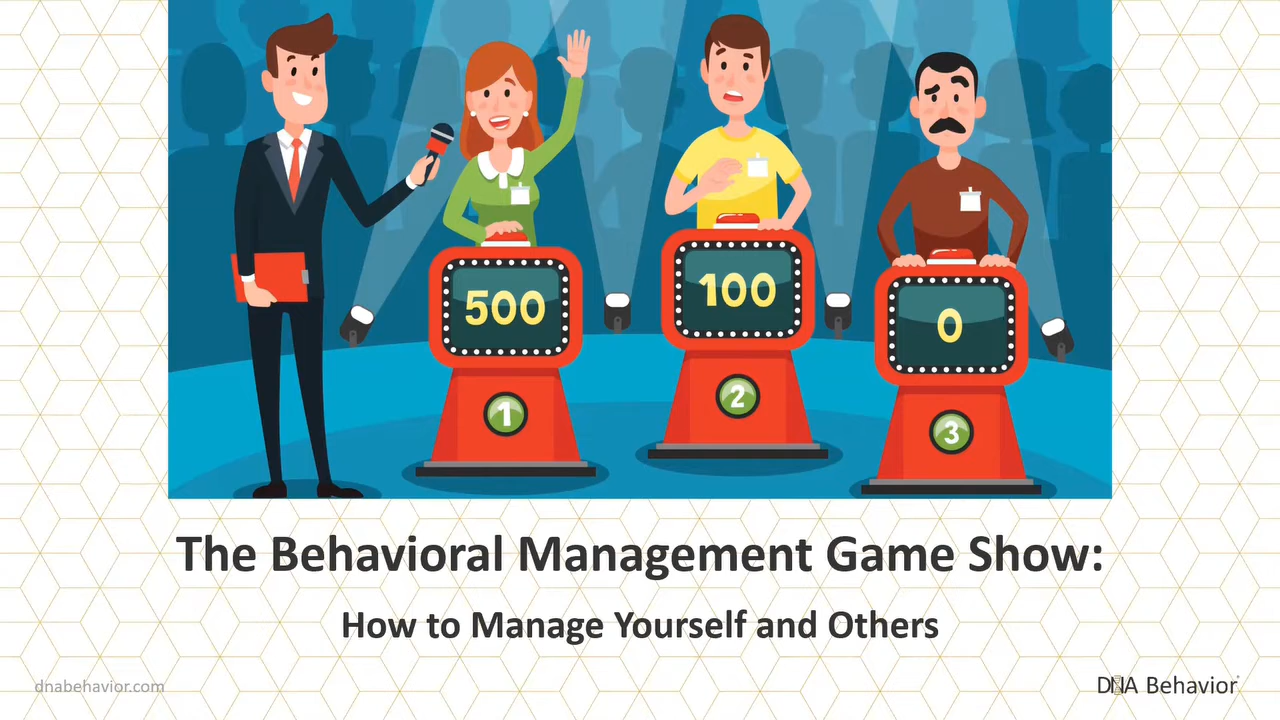 500
100
0
1
2
3
The Behavioral Management Game Show:
How to Manage Yourself and Others
dnabehavior.com
DNA Behavior